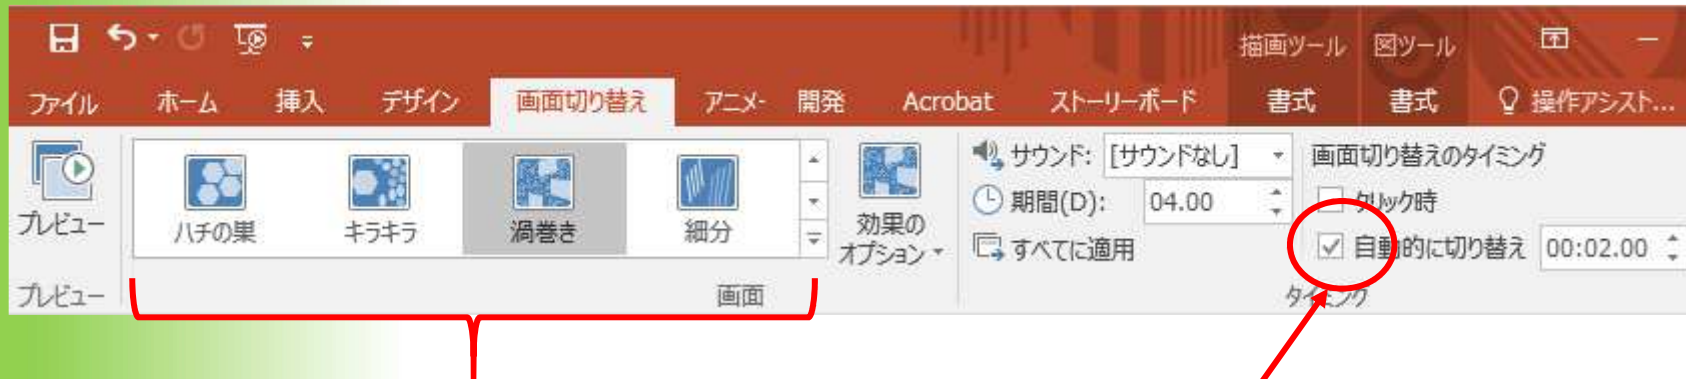 描画ツール 図ツール
ファイル ホーム 挿入 デザイン 画面切り替え アニメ- 開発 Acrobat ストーリーボード 書式 書式 操作アシスト...
サウンド: [サウンドなし] 画面切り替えのタイミング
期間(D): 04.00 クリック時
プレビュー ハチの巣 キラキラ 渦巻き 細分 効果の
オプション
すべてに適用 自動的に切り替え 00:02.00
プレビュー 画面 タイミング